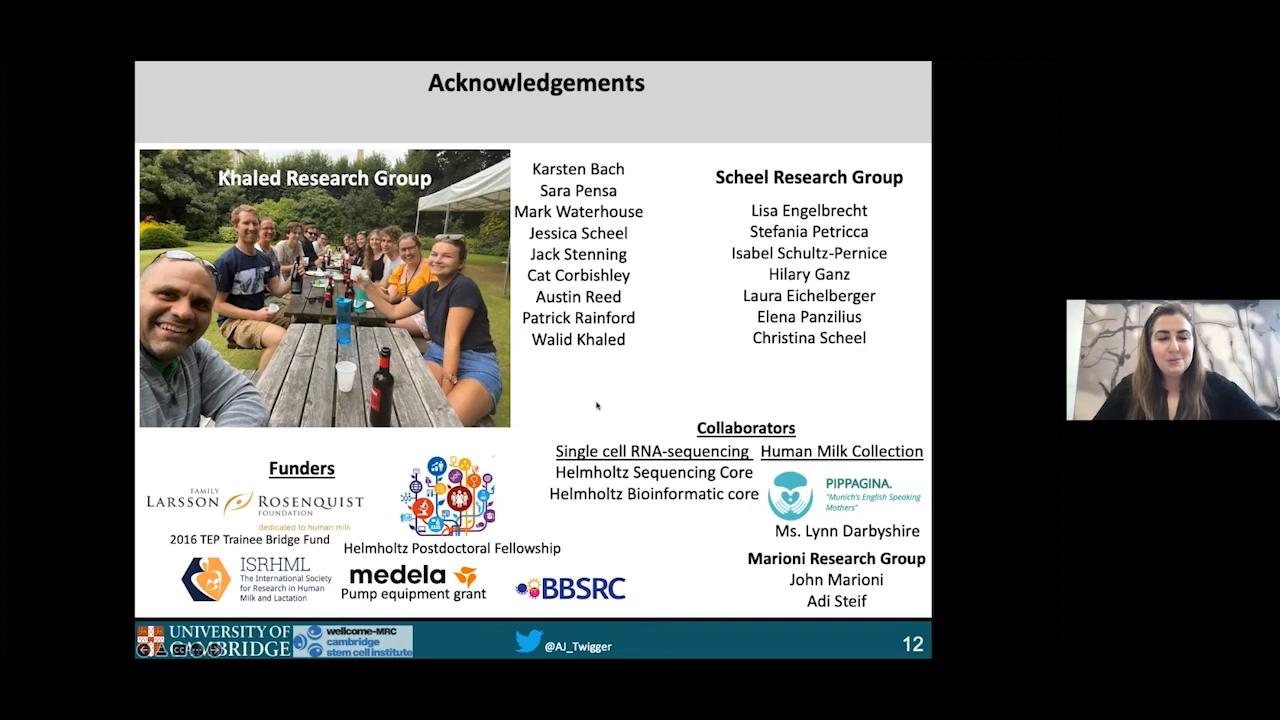 Acknowledgements
Khaled Research Group
Karsten Bach
Sara Pensa
Mark Waterhouse
Jessica Scheel
Jack Stenning
Cat Corbishley
Austin Reed
Patrick Rainford
Walid Khaled
Scheel Research Group
Lisa Engelbrecht
Stefania Petricca
Isabel Schultz-Pernice
Hilary Ganz
Laura Eichelberger
Elena Panzilius
Christina Scheel
Funders
FAMILY
LARSSON ROSENQUIST
FOUNDATION
dedicated to human milk
2016 TEP Trainee Bridge Fund
Helmholtz Postdoctoral Fellowship
ISRHML
The International Society
for Research in Human
Milk and Lactation
medela
Pump equipment grant
BBSRC
Collaborators
Single cell RNA-sequencing
Helmholtz Sequencing Core
Helmholtz Bioinformatic core
Human Milk Collection
PIPPAGINA.
"Munich's English Speaking
Mothers"
Ms. Lynn Darbyshire
Marioni Research Group
John Marioni
Adi Steif
UNIVERSITY OF
CAMBRIDGE
wellcome-MRC
cambridge
stem cell institute
@AJ_Twigger
12